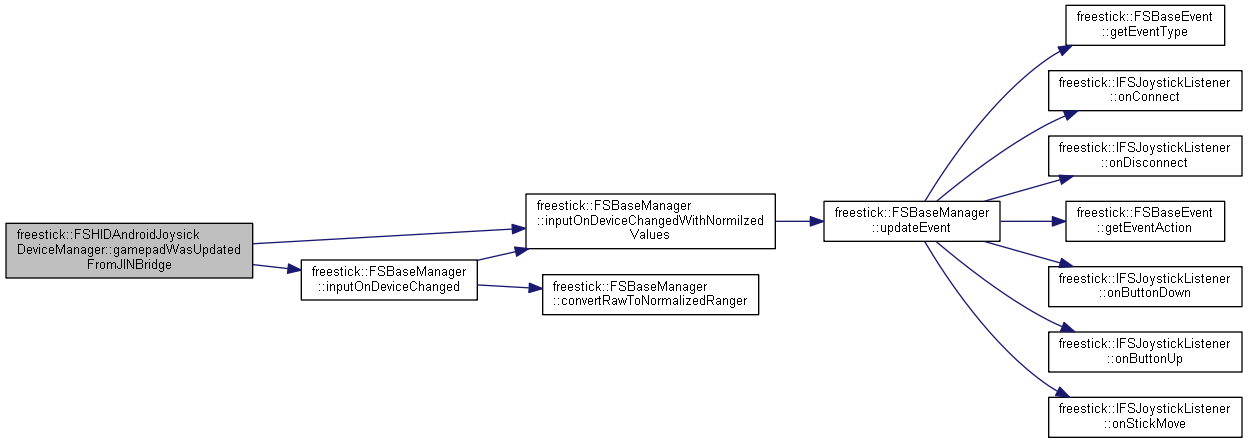 freestick::FSHIDAndroidJoysick
DeviceManager::gamepadWasUpdated
FromJINBridge
freestick::FSBaseManager
::inputOnDeviceChanged
freestick::FSBaseManager
::inputOnDeviceChangedWithNormilzed
Values
freestick::FSBaseManager
::convertRawToNormalizedRanger
freestick::FSBaseManager
::updateEvent
freestick::FSBaseEvent
::getEventType
freestick::IFSJoystickListener
::onConnect
freestick::IFSJoystickListener
::onDisconnect
freestick::FSBaseEvent
::getEventAction
freestick::IFSJoystickListener
::onButtonDown
freestick::IFSJoystickListener
::onButtonUp
freestick::IFSJoystickListener
::onStickMove